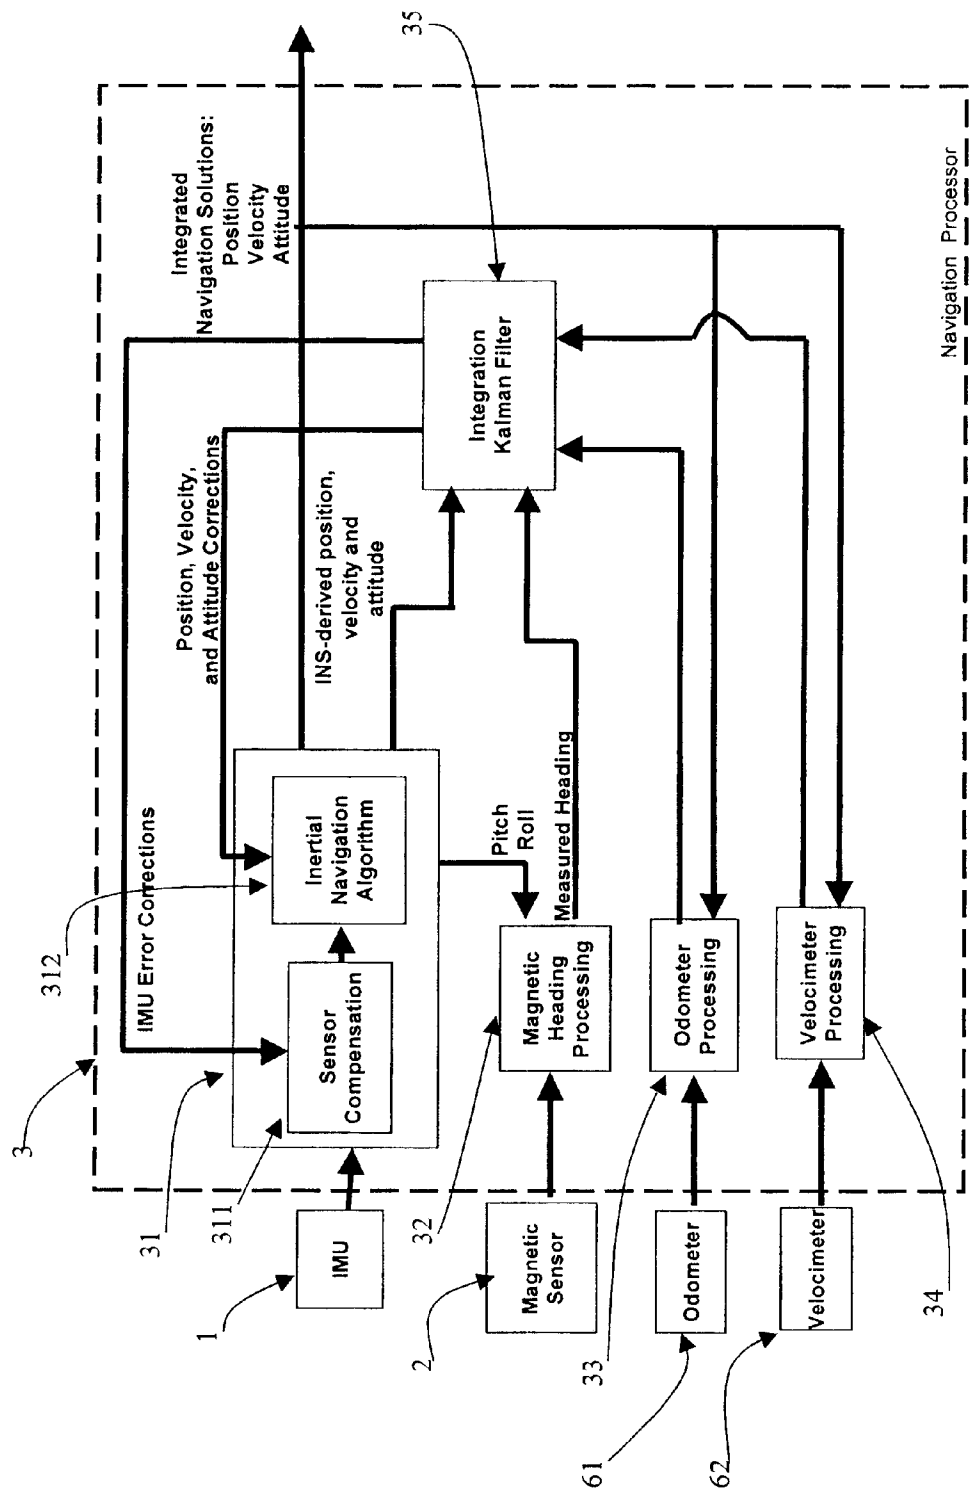 35
Integrated
Navigation Solutions:
Position
Velocity
Attitude
Navigation Processor
Integration
Kalman Filter
Position, Velocity,
and Attitude Corrections
INS-derived position,
velocity and
attitude
IMU Error Corrections
312
Inertial
Navigation
Algorithm
Pitch
Roll
Measured Heading
3
31
311
Sensor
Compensation
32
Magnetic
Heading
Processing
Odometer
Processing
Velocimeter
Processing
1
IMU
2
Magnetic
Sensor
33
Odometer
61
Velocimeter
62
34